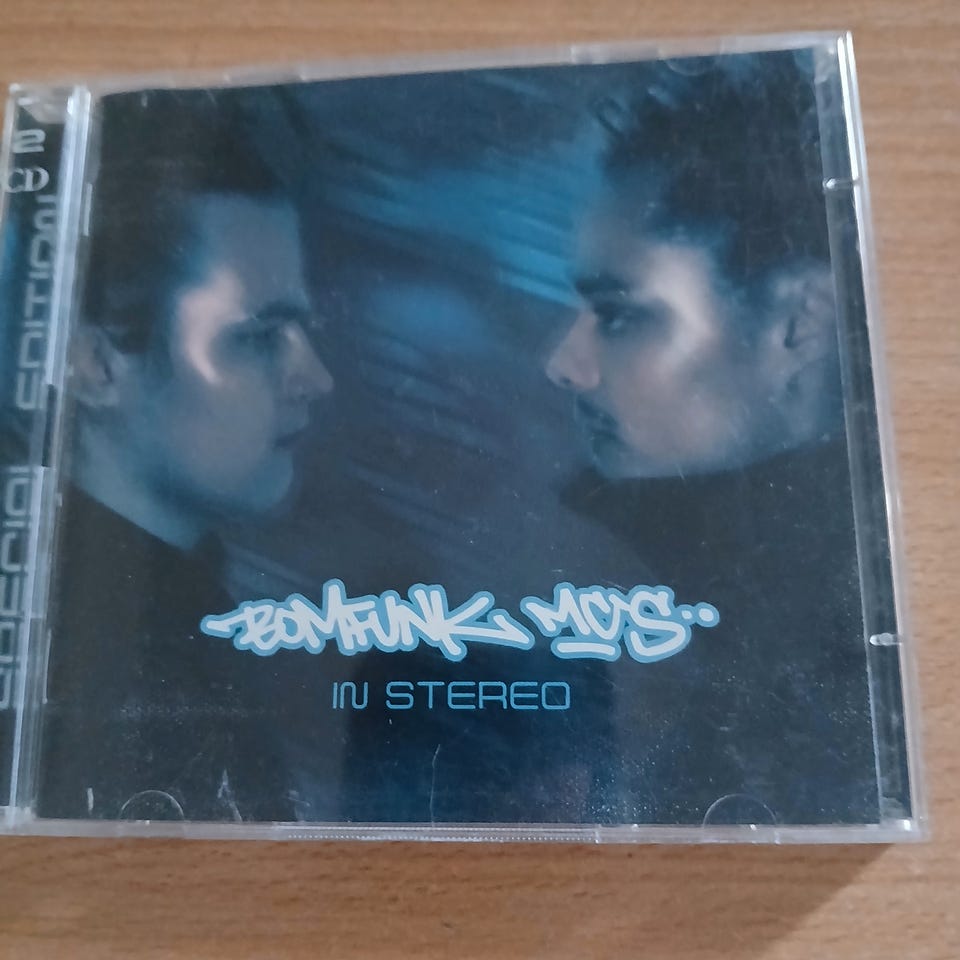 2
CD
SPECIAL EDITION
BOMFUNK MC'S
IN STEREO